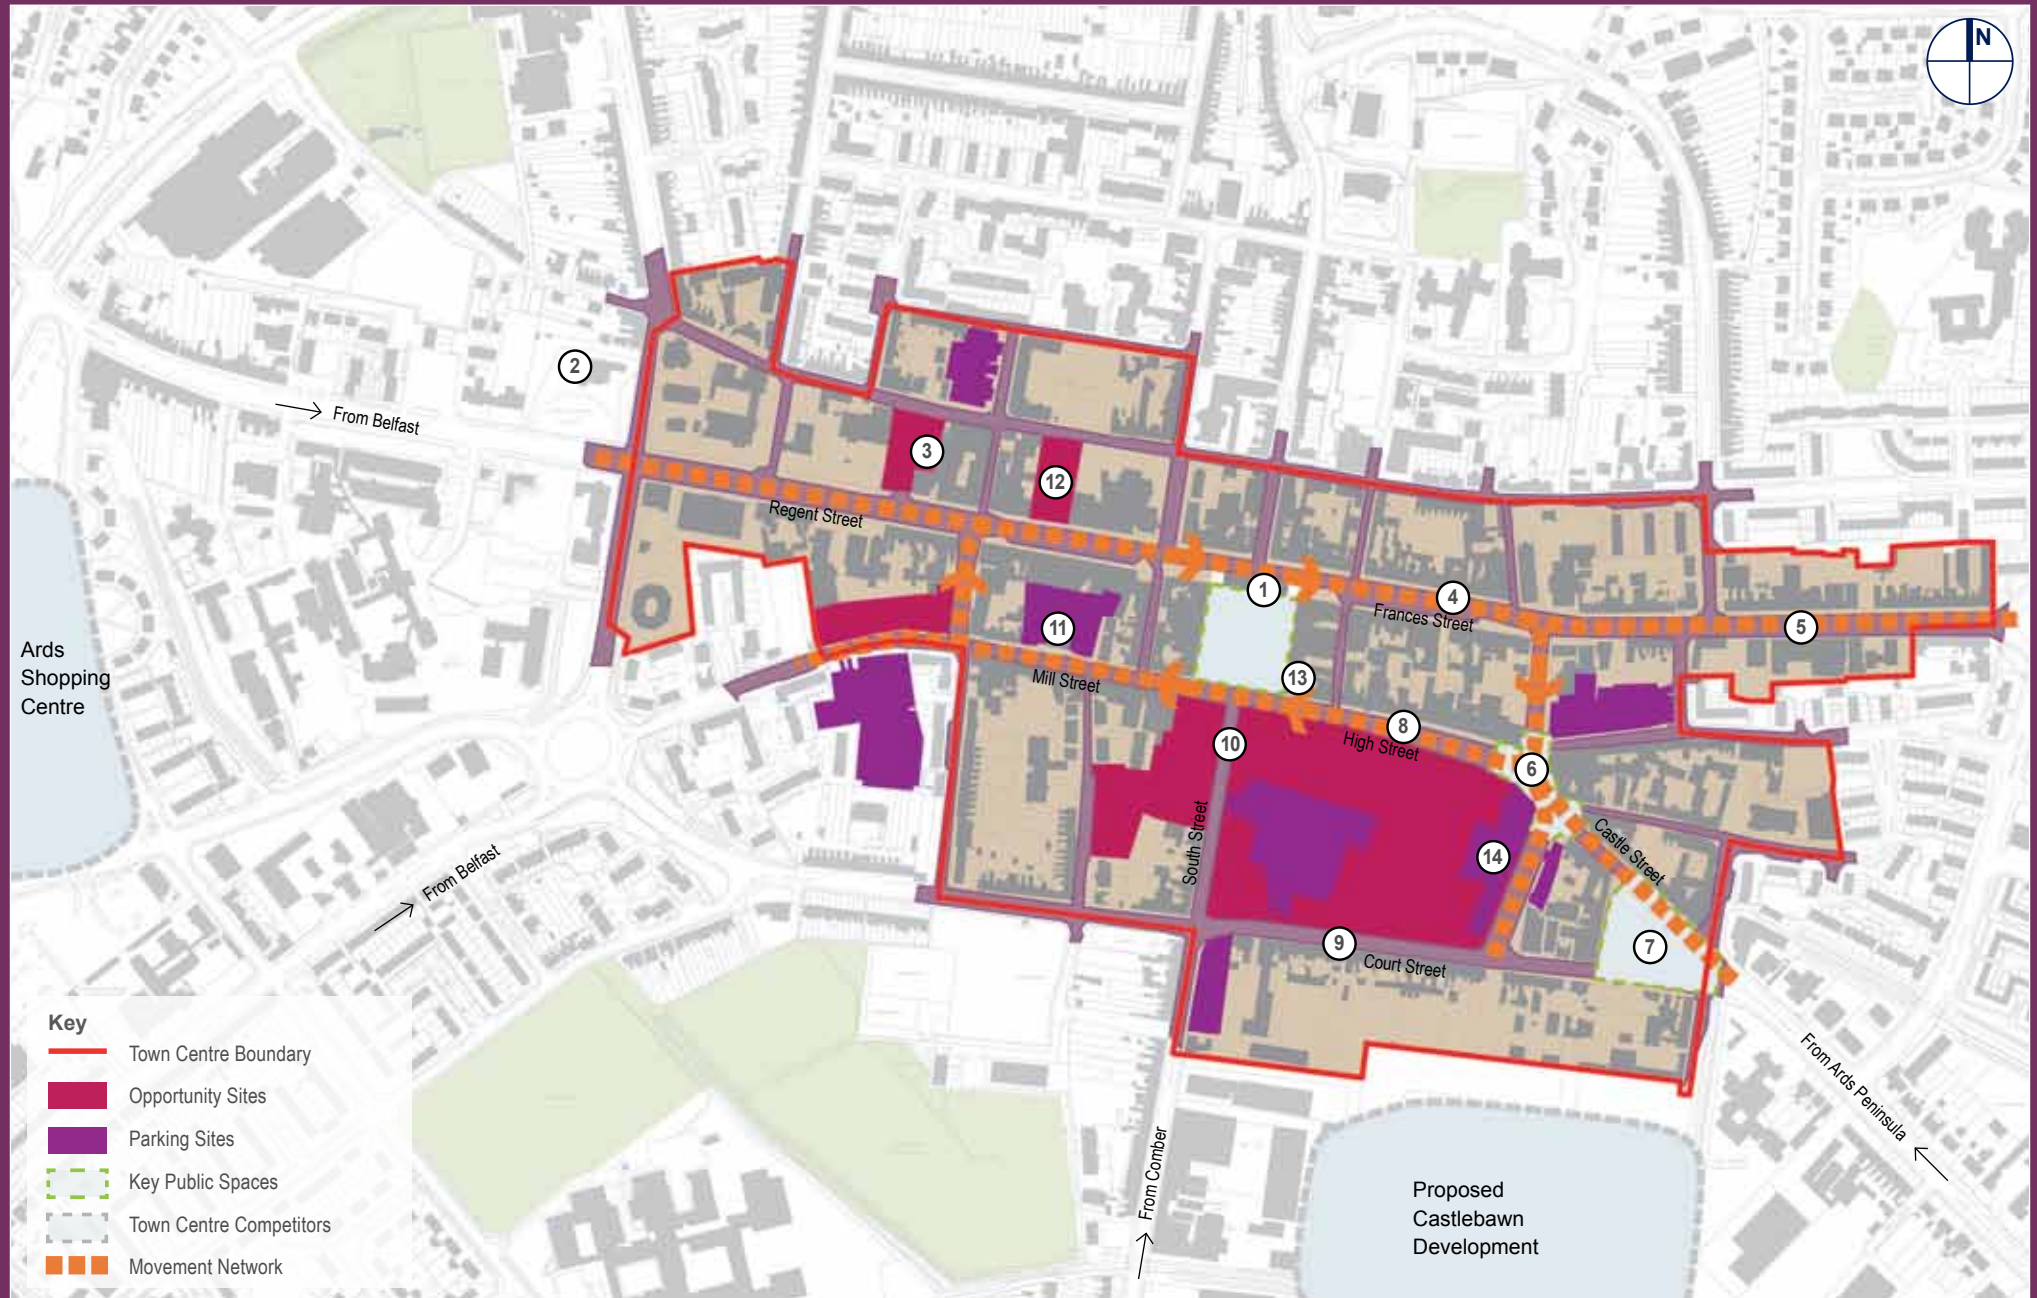 N
2
From Belfast
3
12
Regent Street
1
4
Frances Street
5
11
Mill Street
13
8
High Street
10
6
Ards
Shopping
Centre
South Street
Castle Street
14
From Belfast
9
Court Street
7
From Ards Peninsula
From Comber
Proposed
Castlebawn
Development
Key
Town Centre Boundary
Opportunity Sites
Parking Sites
Key Public Spaces
Town Centre Competitors
Movement Network